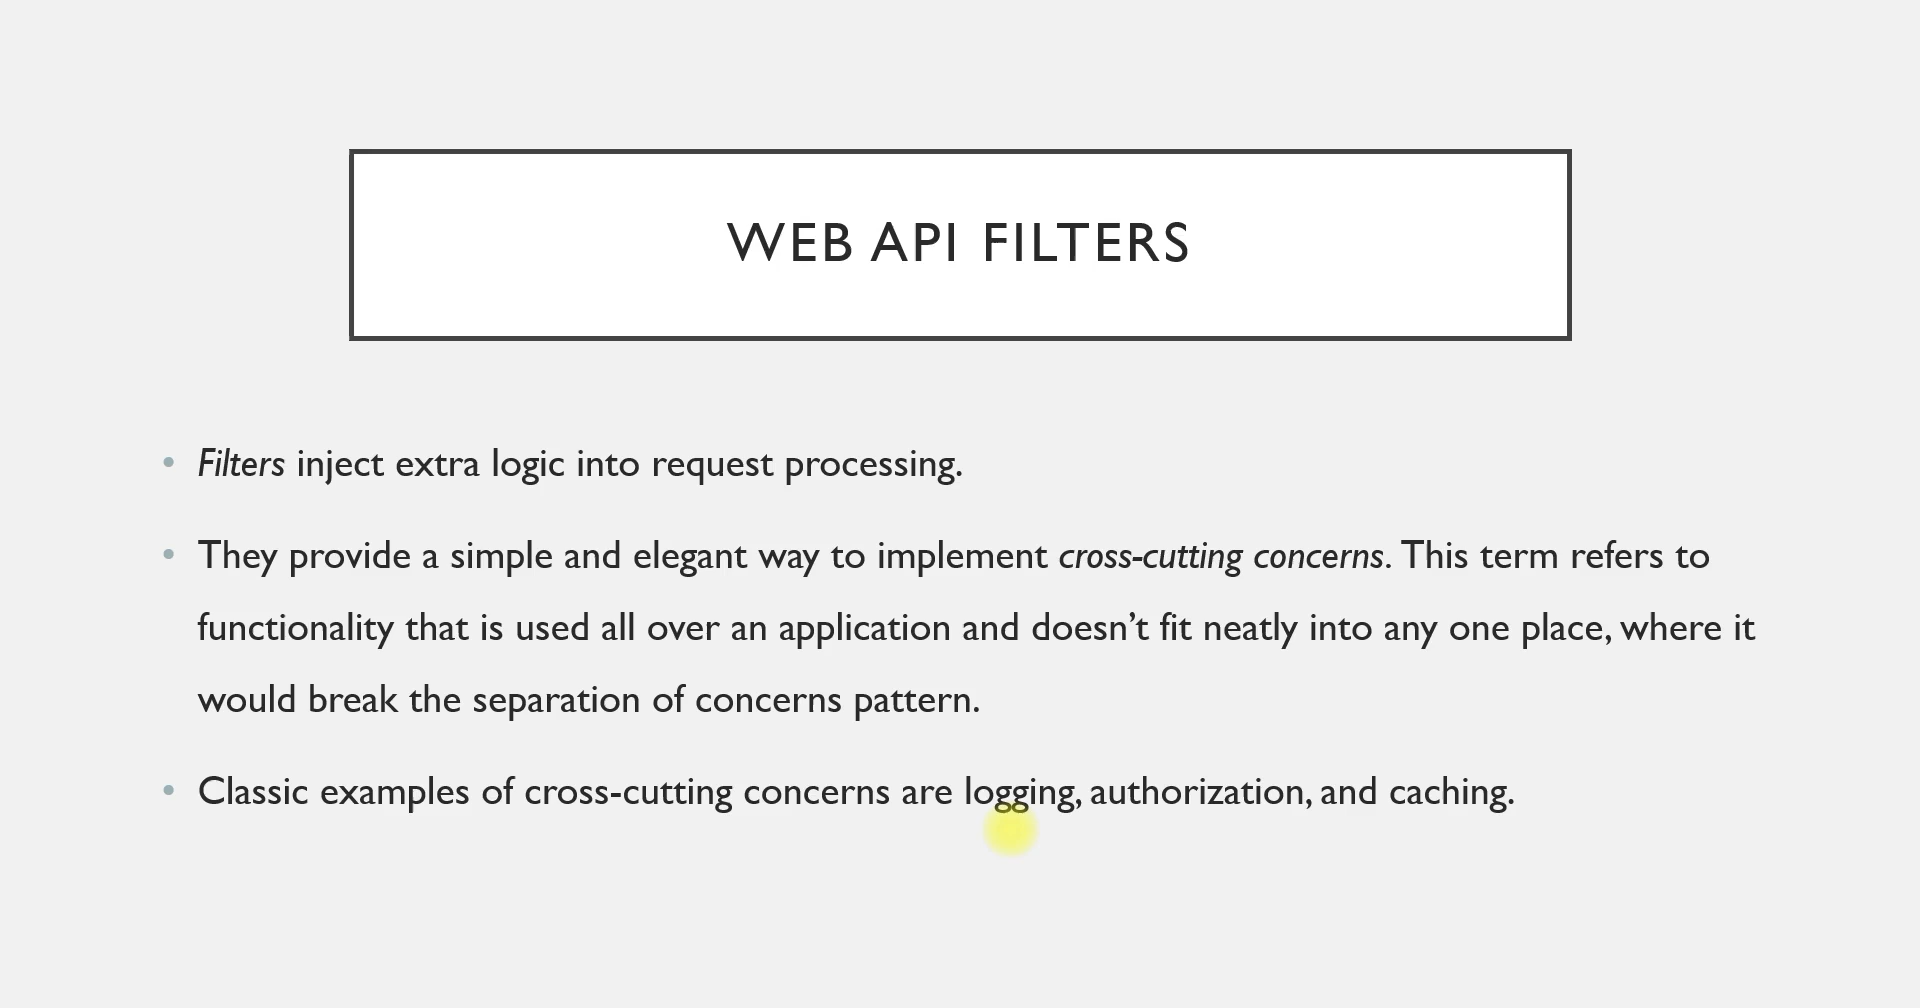 WEB API FILTERS
• Filters inject extra logic into request processing.
• They provide a simple and elegant way to implement cross-cutting concerns. This term refers to
functionality that is used all over an application and doesn’t fit neatly into any one place, where it
would break the separation of concerns pattern.
• Classic examples of cross-cutting concerns are logging, authorization, and caching.